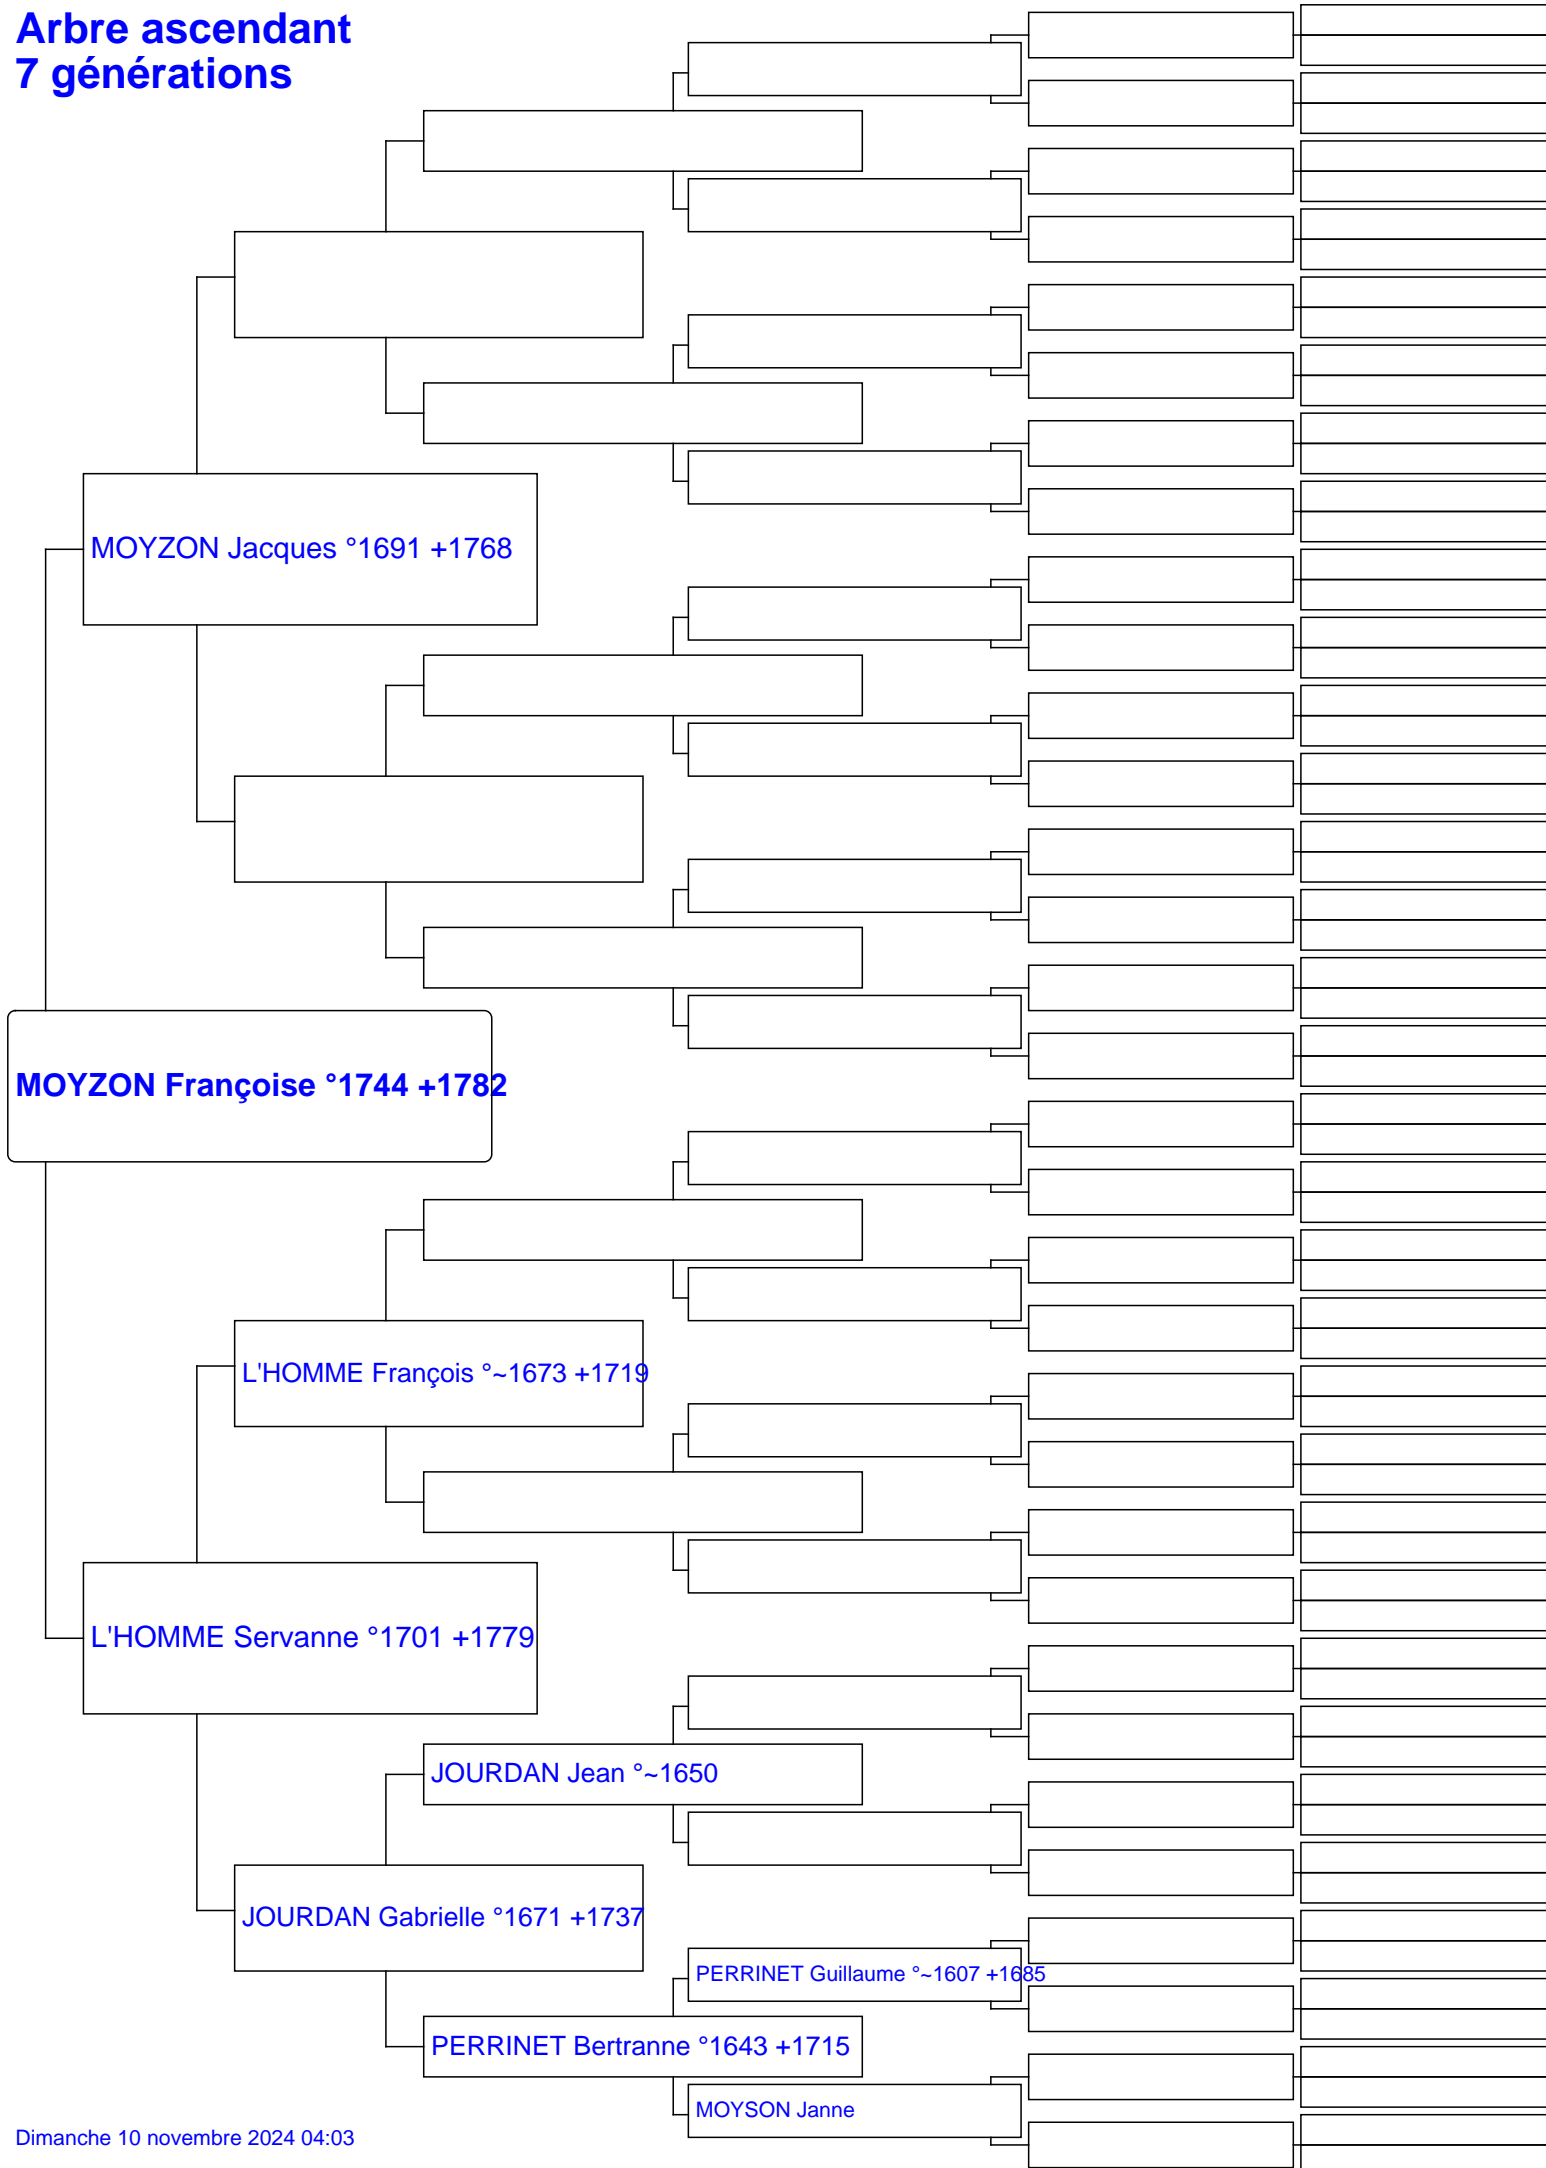 Arbre ascendant
7 générations
MOYZON Jacques °1691 +1768
MOYZON Françoise °1744 +1782
L'HOMME François °~1673 +1719
L'HOMME Servanne °1701 +1779
JOURDAN Jean °~1650
JOURDAN Gabrielle °1671 +1737
PERRINET Guillaume °~1607 +1685
PERRINET Bertranne °1643 +1715
MOYSON Janne
Dimanche 10 novembre 2024 04:03